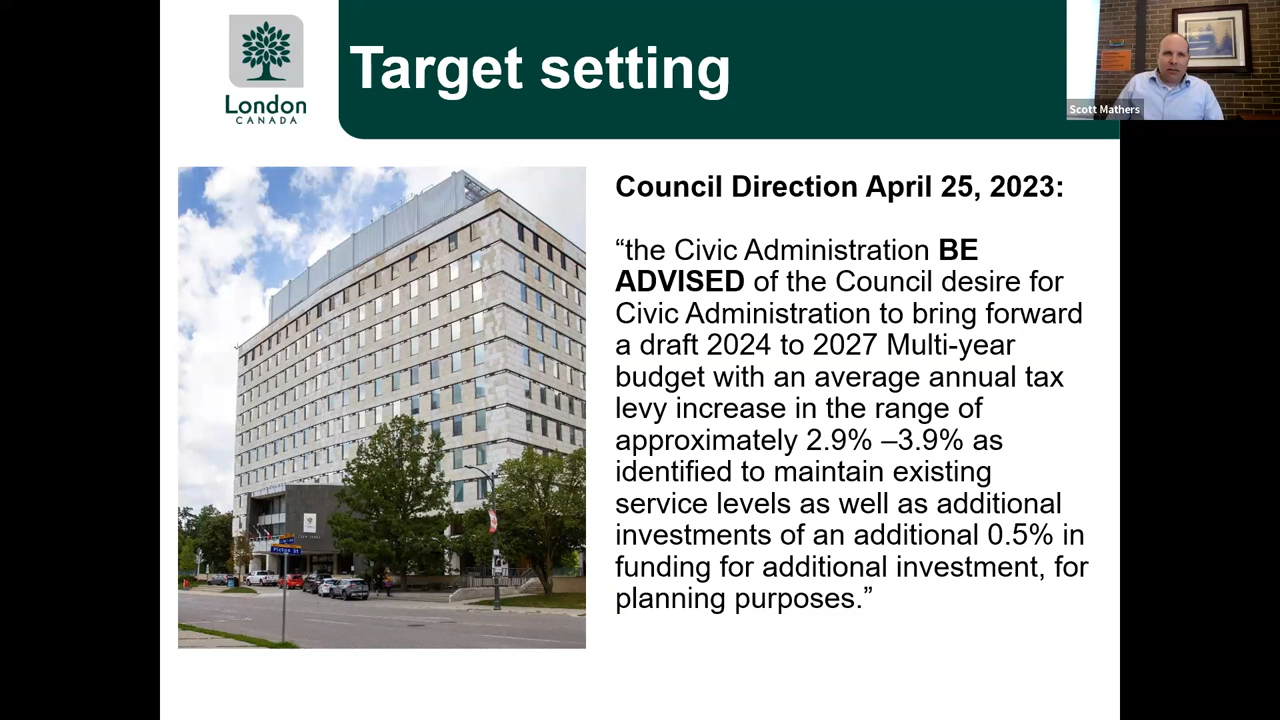 London
CANADA
Target setting
Scott Mathers
Council Direction April 25, 2023:
“the Civic Administration BE
ADVISED of the Council desire for
Civic Administration to bring forward
a draft 2024 to 2027 Multi-year
budget with an average annual tax
levy increase in the range of
approximately 2.9% –3.9% as
identified to maintain existing
service levels as well as additional
investments of an additional 0.5% in
funding for additional investment, for
planning purposes.”
Picton St